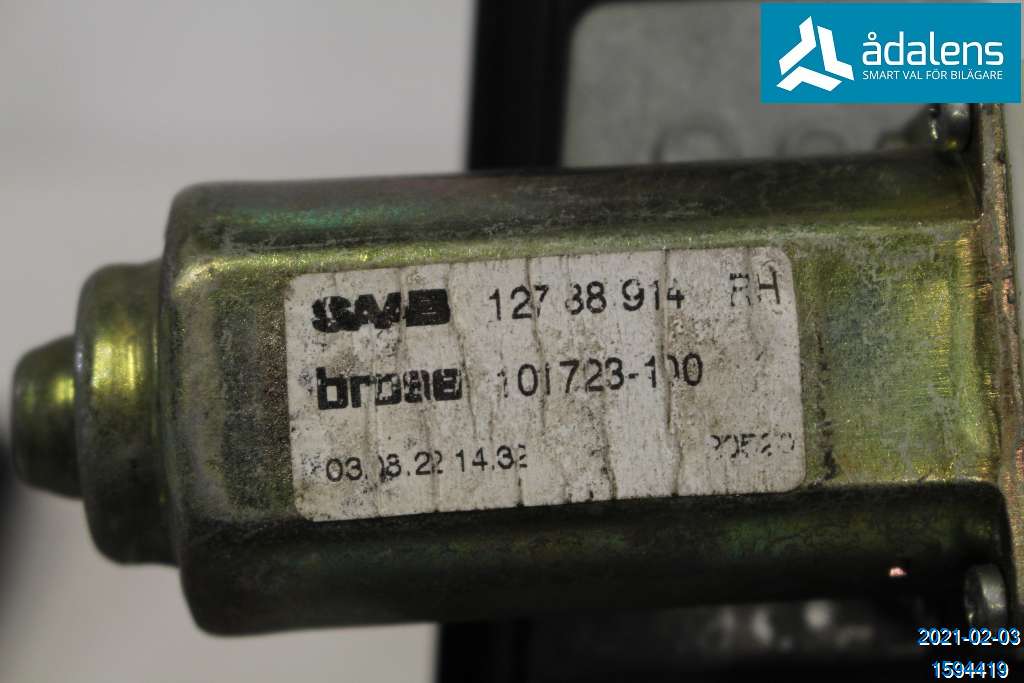 ådalens
SMART VAL FÖR BILÄGARE
SAAB 127 88 914 RH
brose 101723-100
03.08.22 14.32
2021-02-03
1594419